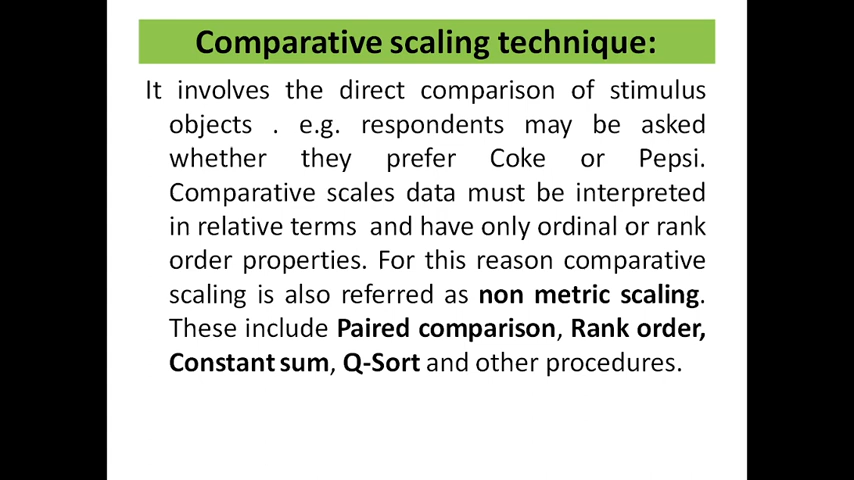 Comparative scaling technique:
It involves the direct comparison of stimulus
objects . e.g. respondents may be asked
whether they prefer Coke or Pepsi.
Comparative scales data must be interpreted
in relative terms and have only ordinal or rank
order properties. For this reason comparative
scaling is also referred as non metric scaling.
These include Paired comparison, Rank order,
Constant sum, Q-Sort and other procedures.